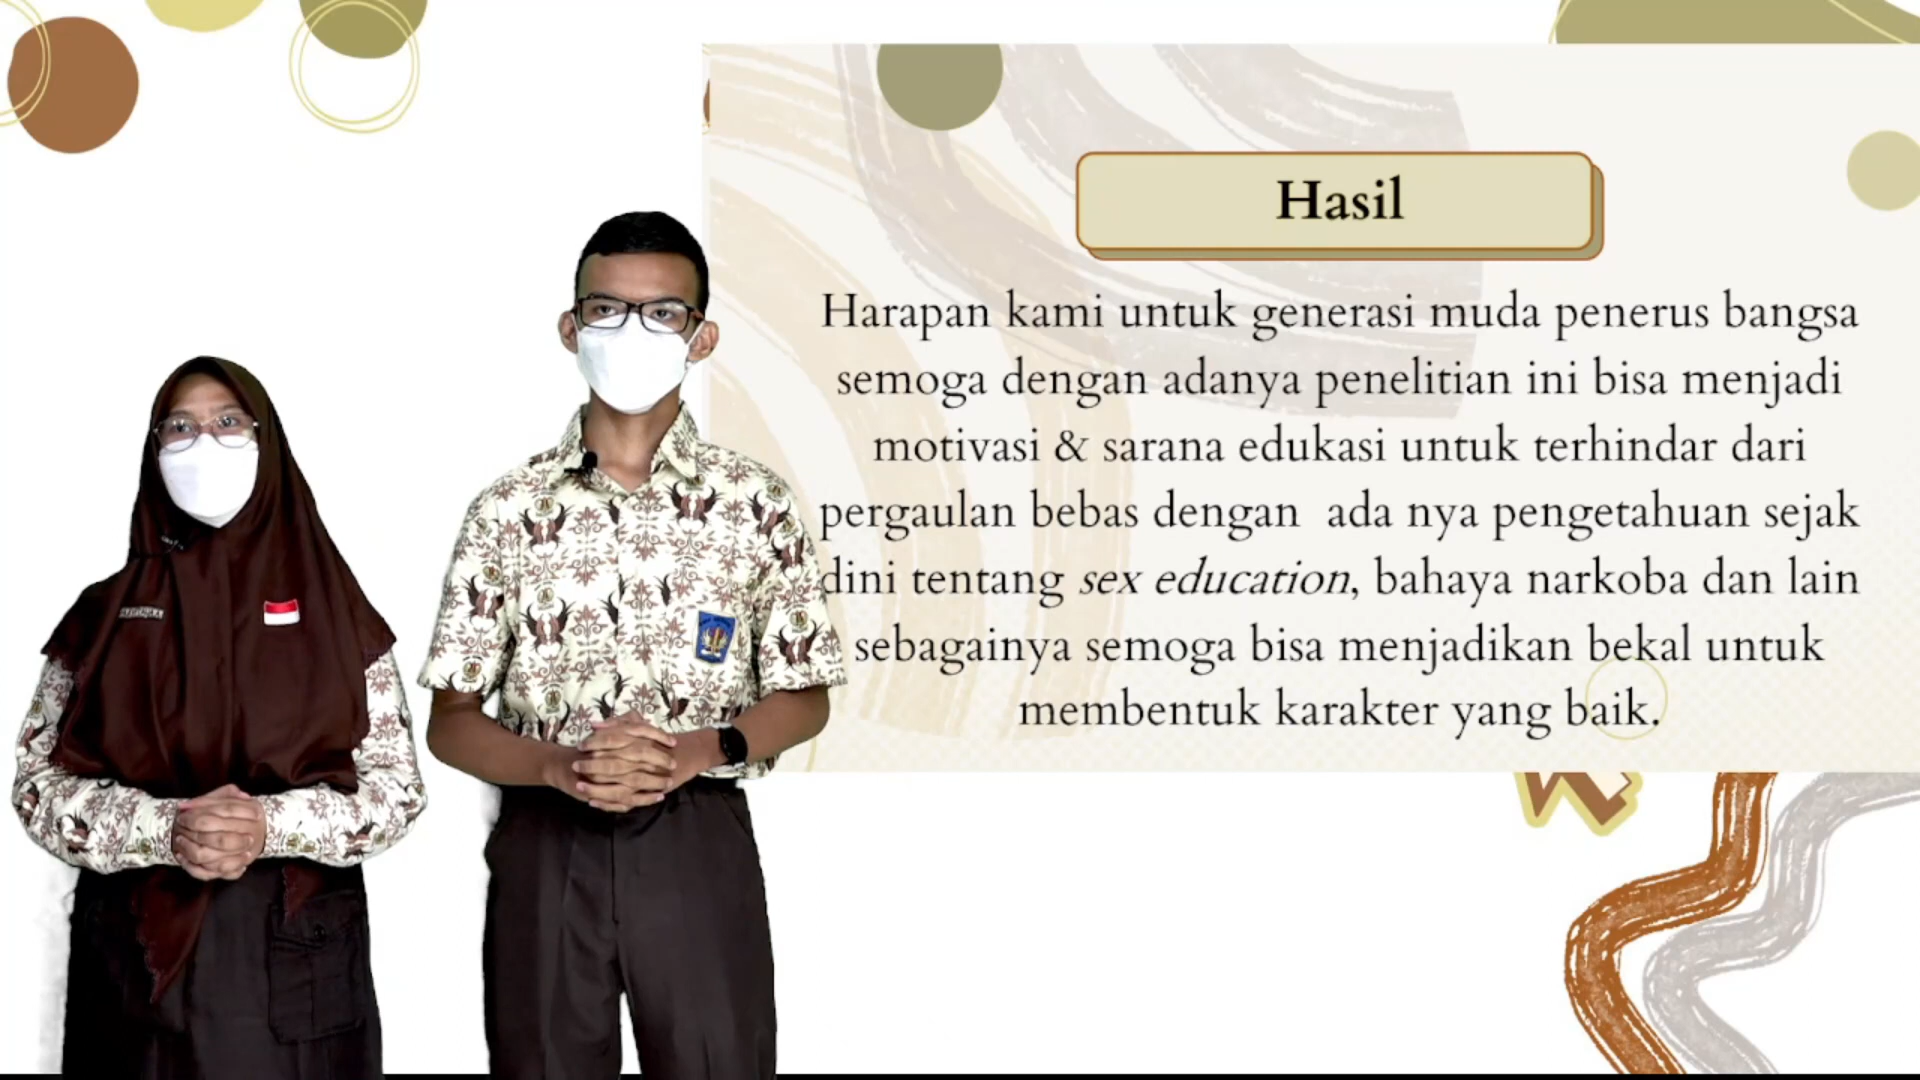 Hasil
Harapan kami untuk generasi muda penerus bangsa
semoga dengan adanya penelitian ini bisa menjadi
motivasi & sarana edukasi untuk terhindar dari
pergaulan bebas dengan  ada nya pengetahuan sejak
dini tentang sex education, bahaya narkoba dan lain
sebagainya semoga bisa menjadikan bekal untuk
membentuk karakter yang baik.